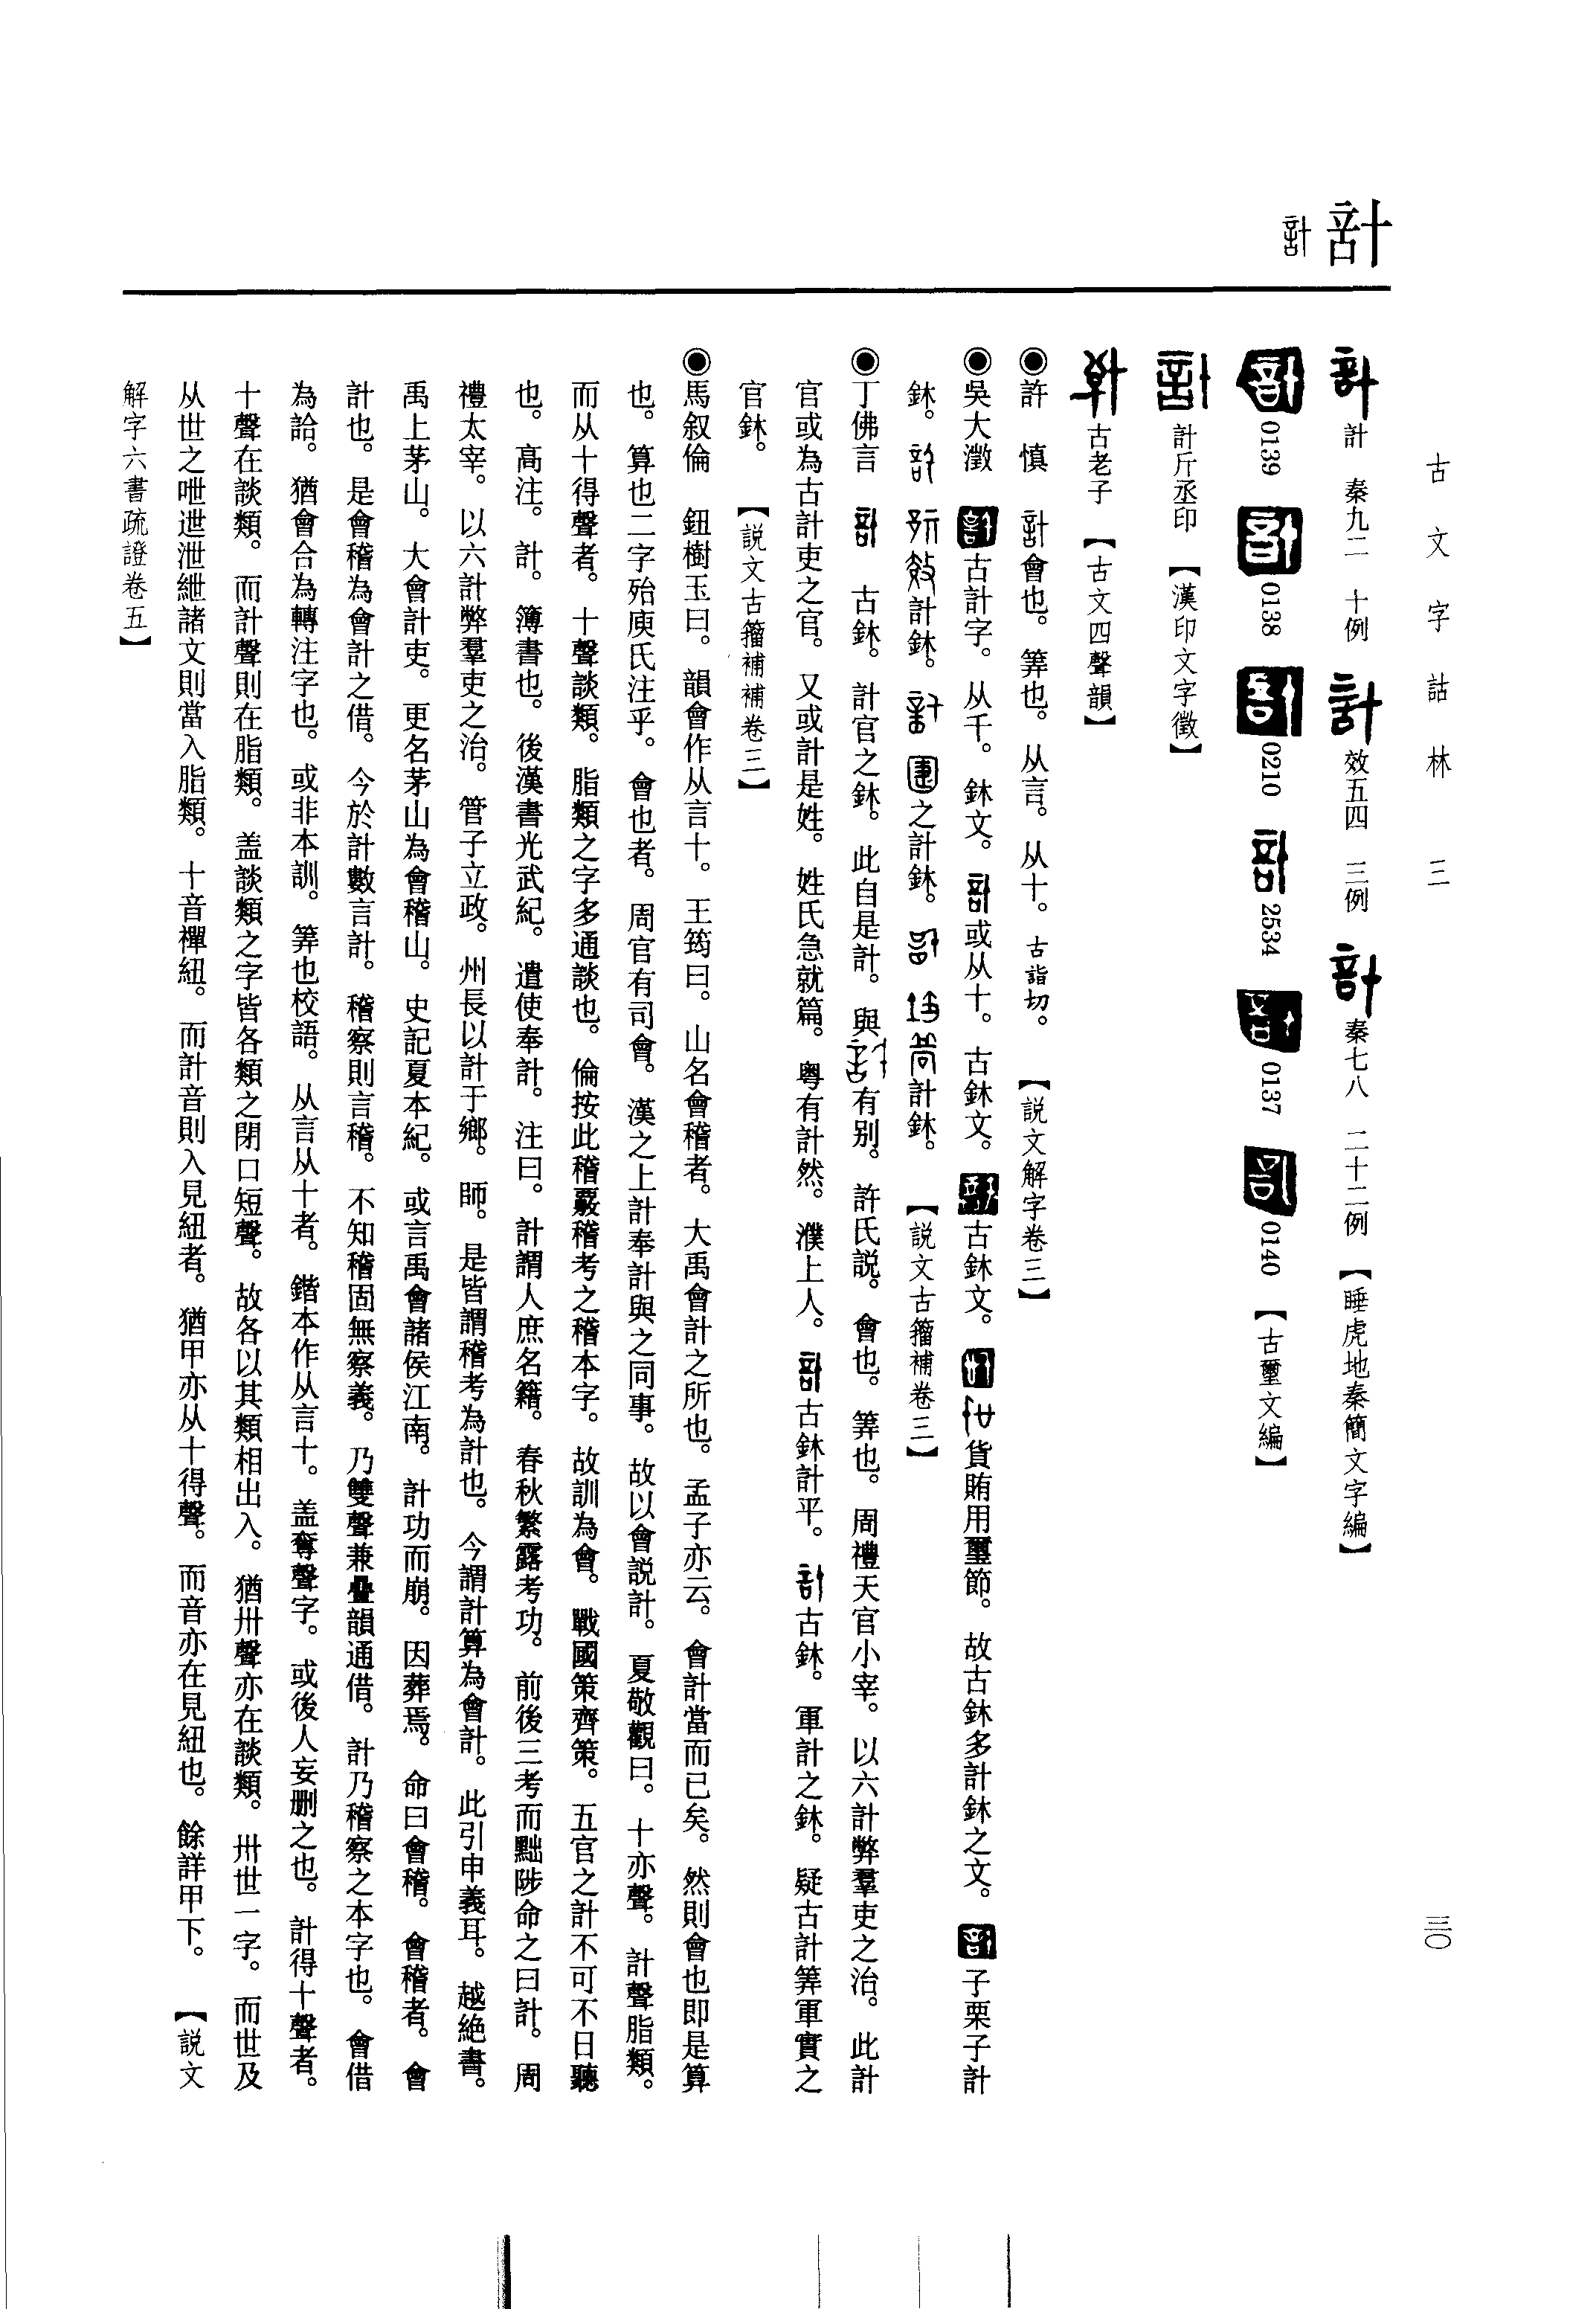 古文字詁林　三
三〇
計
計　秦九二　十例　效五四　三例　秦七八　二十二例　【睡虎地秦簡文字編】
0139　0138　0210　2534　0137　0140　【古璽文編】
計斤丞印　【漢印文字徵】
古老子　【古文四聲韻】
◉許　慎　計會也。筭也。从言。从十。古詣切。　【説文解字卷三】
◉吳大澂　古計字。从千。鉢文。或从十。古鉢文。古鉢文。貨賄用璽節。故古鉢多計鉢之文。子栗子計
鉢。計鉢。之計鉢。計鉢。　【説文古籀補卷三】
◉丁佛言　古鉢。計官之鉢。此自是計。與有別。許氏説。會也。筭也。周禮天官小宰。以六計弊羣吏之治。此計
官或為古計吏之官。又或計是姓。姓氏急就篇。粤有計然。濮上人。古鉢計平。古鉢。軍計之鉢。疑古計筭軍實之
官鉢。　【説文古籀補補卷三】
◉馬叙倫　鈕樹玉曰。韻會作从言十。王筠曰。山名會稽者。大禹會計之所也。孟子亦云。會計當而已矣。然則會也即是算
也。算也二字殆庾氏注乎。會也者。周官有司會。漢之上計奉計與之同事。故以會説計。夏敬觀曰。十亦聲。計聲脂類。
而从十得聲者。十聲談類。脂類之字多通談也。倫按此稽覈稽考之稽本字。故訓為會。戰國策齊策。五官之計不可不日聽
也。高注。計。簿書也。後漢書光武紀。遣使奉計。注曰。計謂人庶名籍。春秋繁露考功。前後三考而黜陟命之曰計。周
禮太宰。以六計弊羣吏之治。管子立政。州長以計于鄉。師。是皆謂稽考為計也。今謂計算為會計。此引申義耳。越絶書。
禹上茅山。大會計吏。更名茅山為會稽山。史記夏本紀。或言禹會諸侯江南。計功而崩。因葬焉。命曰會稽。會稽者。會
計也。是會稽為會計之借。今於計數言計。稽察則言稽。不知稽固無察義。乃雙聲兼疊韻通借。計乃稽察之本字也。會借
為詥。猶會合為轉注字也。或非本訓。筭也校語。从言从十者。鍇本作从言十。盖奪聲字。或後人妄删之也。計得十聲者。
十聲在談類。而計聲則在脂類。盖談類之字皆各類之閉口短聲。故各以其類相出入。猶卅聲亦在談類。卅世一字。而世及
从世之呭迣泄紲諸文則當入脂類。十音禪紐。而計音則入見紐者。猶甲亦从十得聲。而音亦在見紐也。餘詳甲下。　【説文
解字六書疏證卷五】